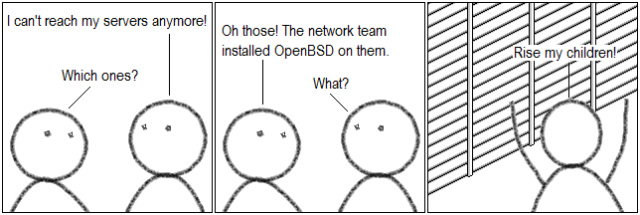 I can't reach my servers anymore!
Which ones?
Oh those! The network team
installed OpenBSD on them.
What?
Rise my children!